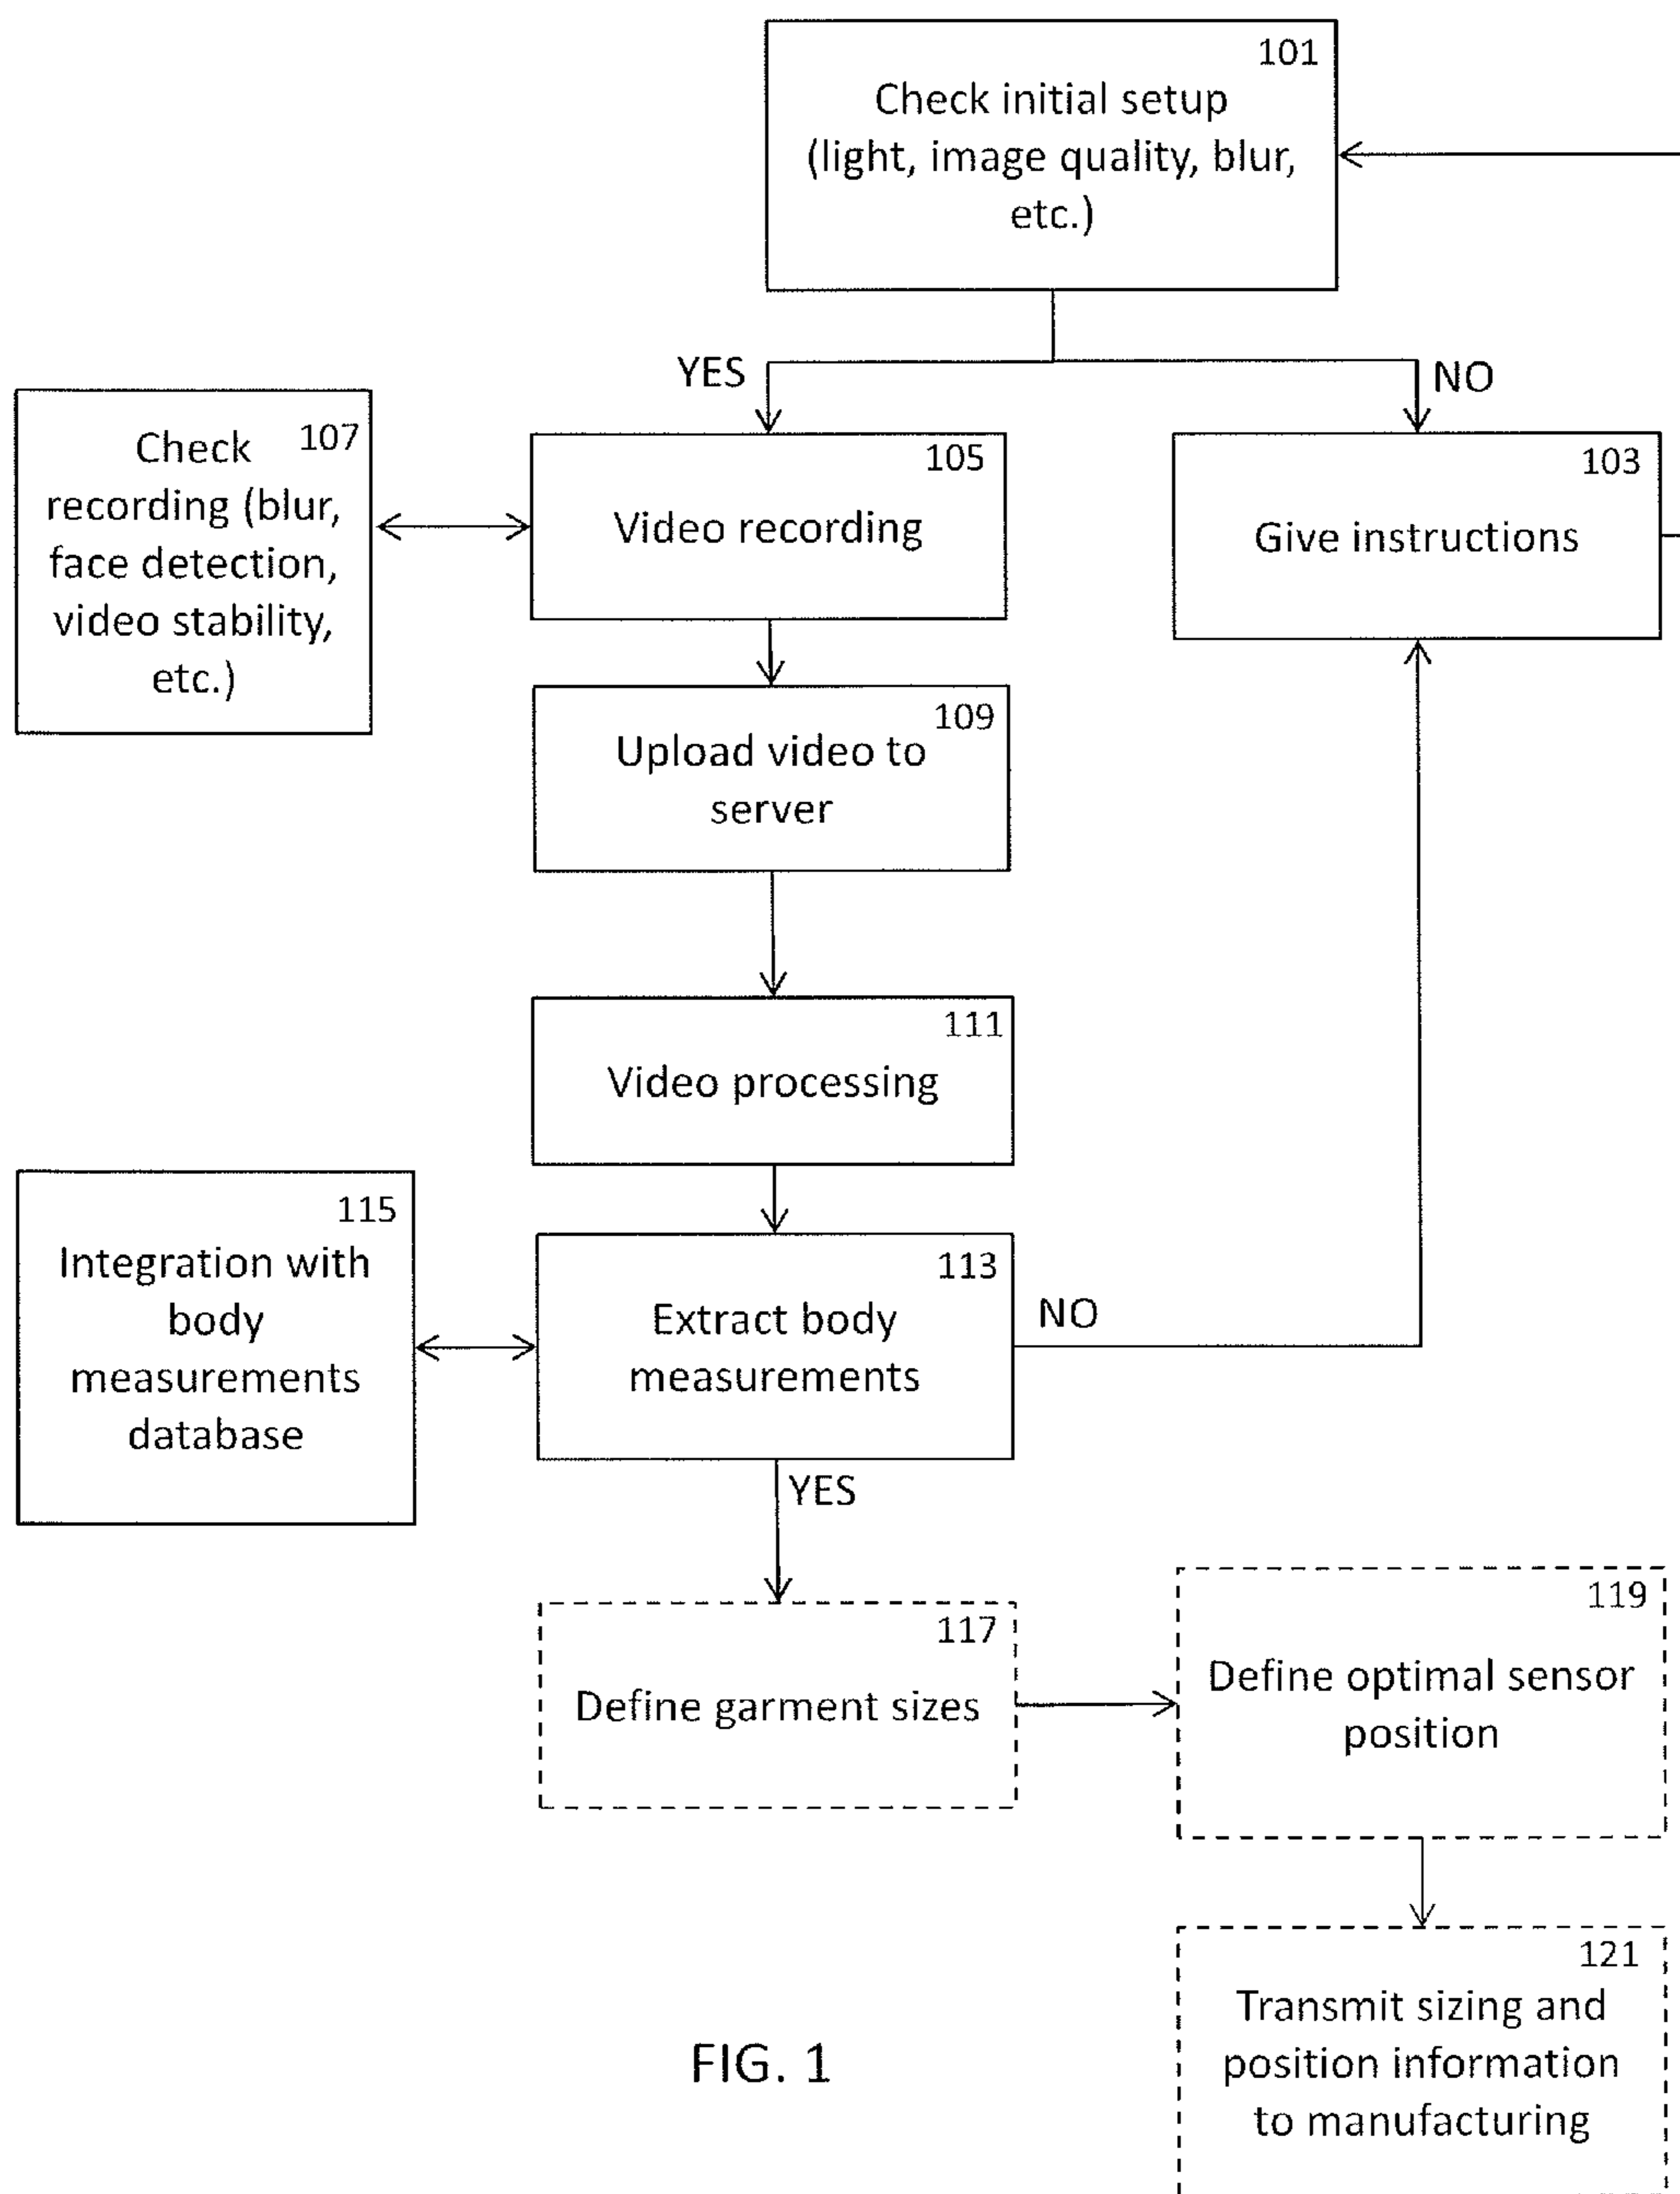 101
Check initial setup
(light, image quality, blur,
etc.)
YES
NO
107
Check
recording (blur,
face detection,
video stability,
etc.)
105
Video recording
103
Give instructions
109
Upload video to
server
111
Video processing
115
Integration with
body
measurements
database
113
Extract body
measurements
NO
YES
117
Define garment sizes
119
Define optimal sensor
position
121
Transmit sizing and
position information
to manufacturing
FIG. 1